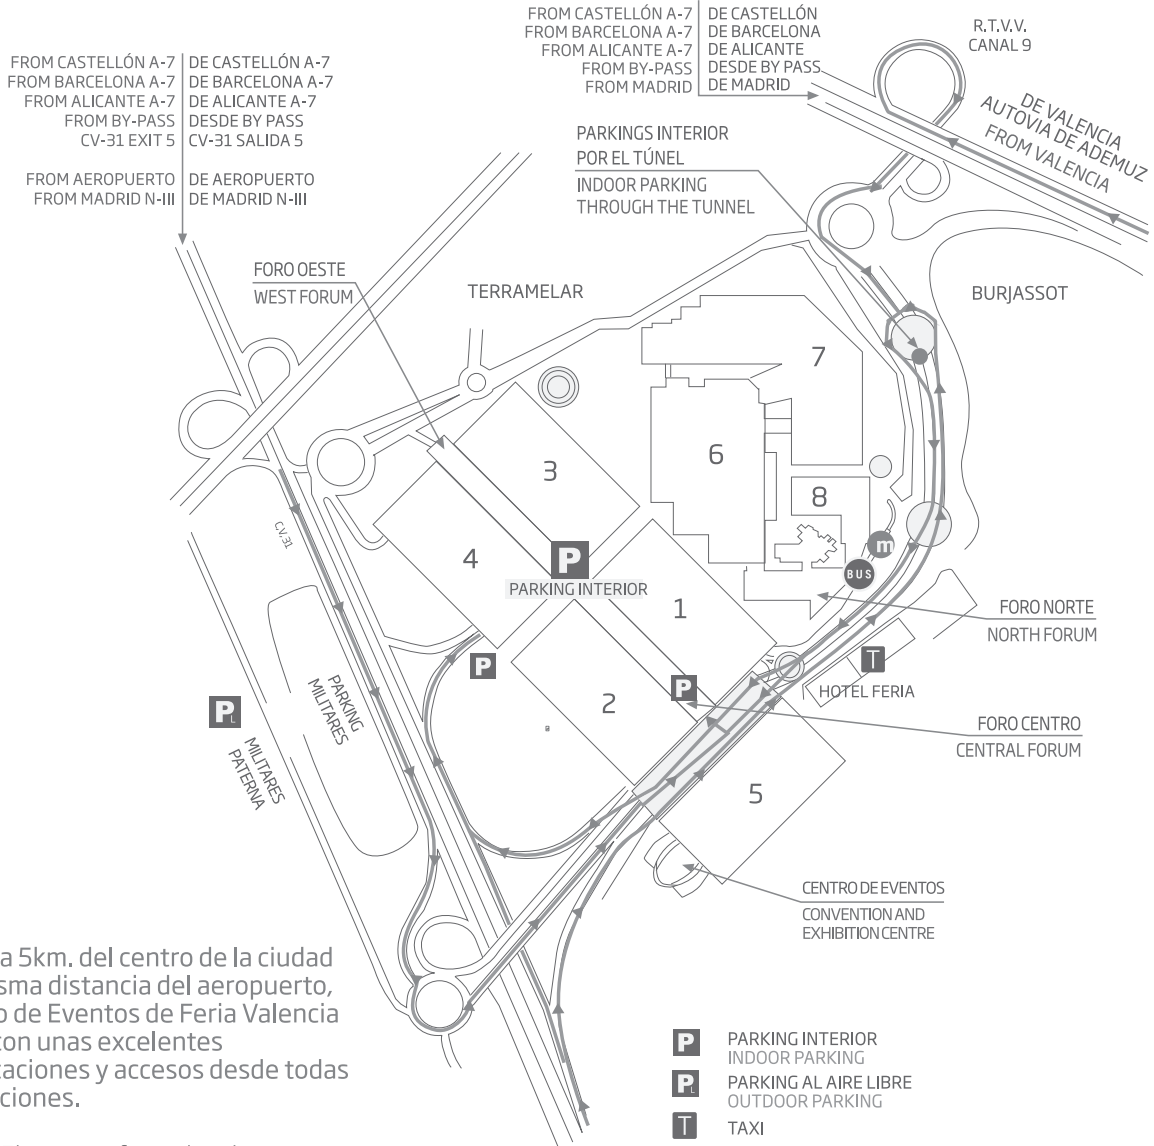 FROM CASTELLÓN A-7 DE CASTELLÓN
FROM BARCELONA A-7 DE BARCELONA
FROM ALICANTE A-7 DE ALICANTE
FROM BY-PASS DESDE BY PASS
FROM MADRID DE MADRID
R.T.V.V.
CANAL 9
FROM CASTELLÓN A-7 DE CASTELLÓN A-7
FROM BARCELONA A-7 DE BARCELONA A-7
FROM ALICANTE A-7 DE ALICANTE A-7
FROM BY-PASS DESDE BY PASS
CV-31 EXIT 5 CV-31 SALIDA 5
FROM AEROPUERTO DE AEROPUERTO
FROM MADRID N-III DE MADRID N-III
DE VALENCIA
AUTOVIA DE ADEMUZ
FROM VALENCIA
PARKINGS INTERIOR
POR EL TÚNEL
INDOOR PARKING
THROUGH THE TUNNEL
FORO OESTE
WEST FORUM
TERRAMELAR
BURJASSOT
7
6
3
8
4
C.V.31
P
PARKING INTERIOR
1
m
BUS
FORO NORTE
NORTH FORUM
P
T
HOTEL FERIA
P
2
PARKING
MILITARES
PL
MILITARES
PATERNA
FORO CENTRO
CENTRAL FORUM
5
CENTRO DE EVENTOS
CONVENTION AND
EXHIBITION CENTRE
a 5km. del centro de la ciudad
sma distancia del aeropuerto,
o de Eventos de Feria Valencia
con unas excelentes
caciones y accesos desde todas
ciones.
P PARKING INTERIOR
INDOOR PARKING
PL PARKING AL AIRE LIBRE
OUTDOOR PARKING
T TAXI